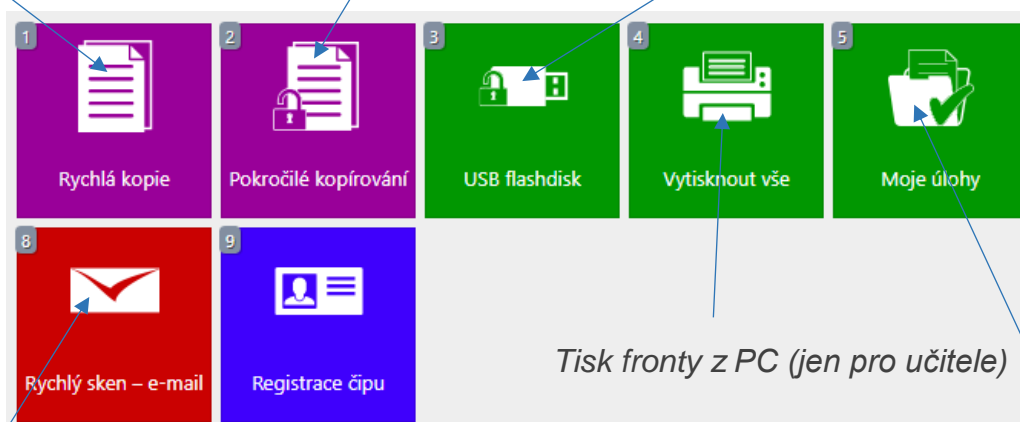 1
2
3
4
5
Rychlá kopie
Pokročilé kopírování
USB flashdisk
Vytisknout vše
Moje úlohy
8
9
Rychlý sken – e-mail
Registrace čipu
Tisk fronty z PC (jen pro učitele)